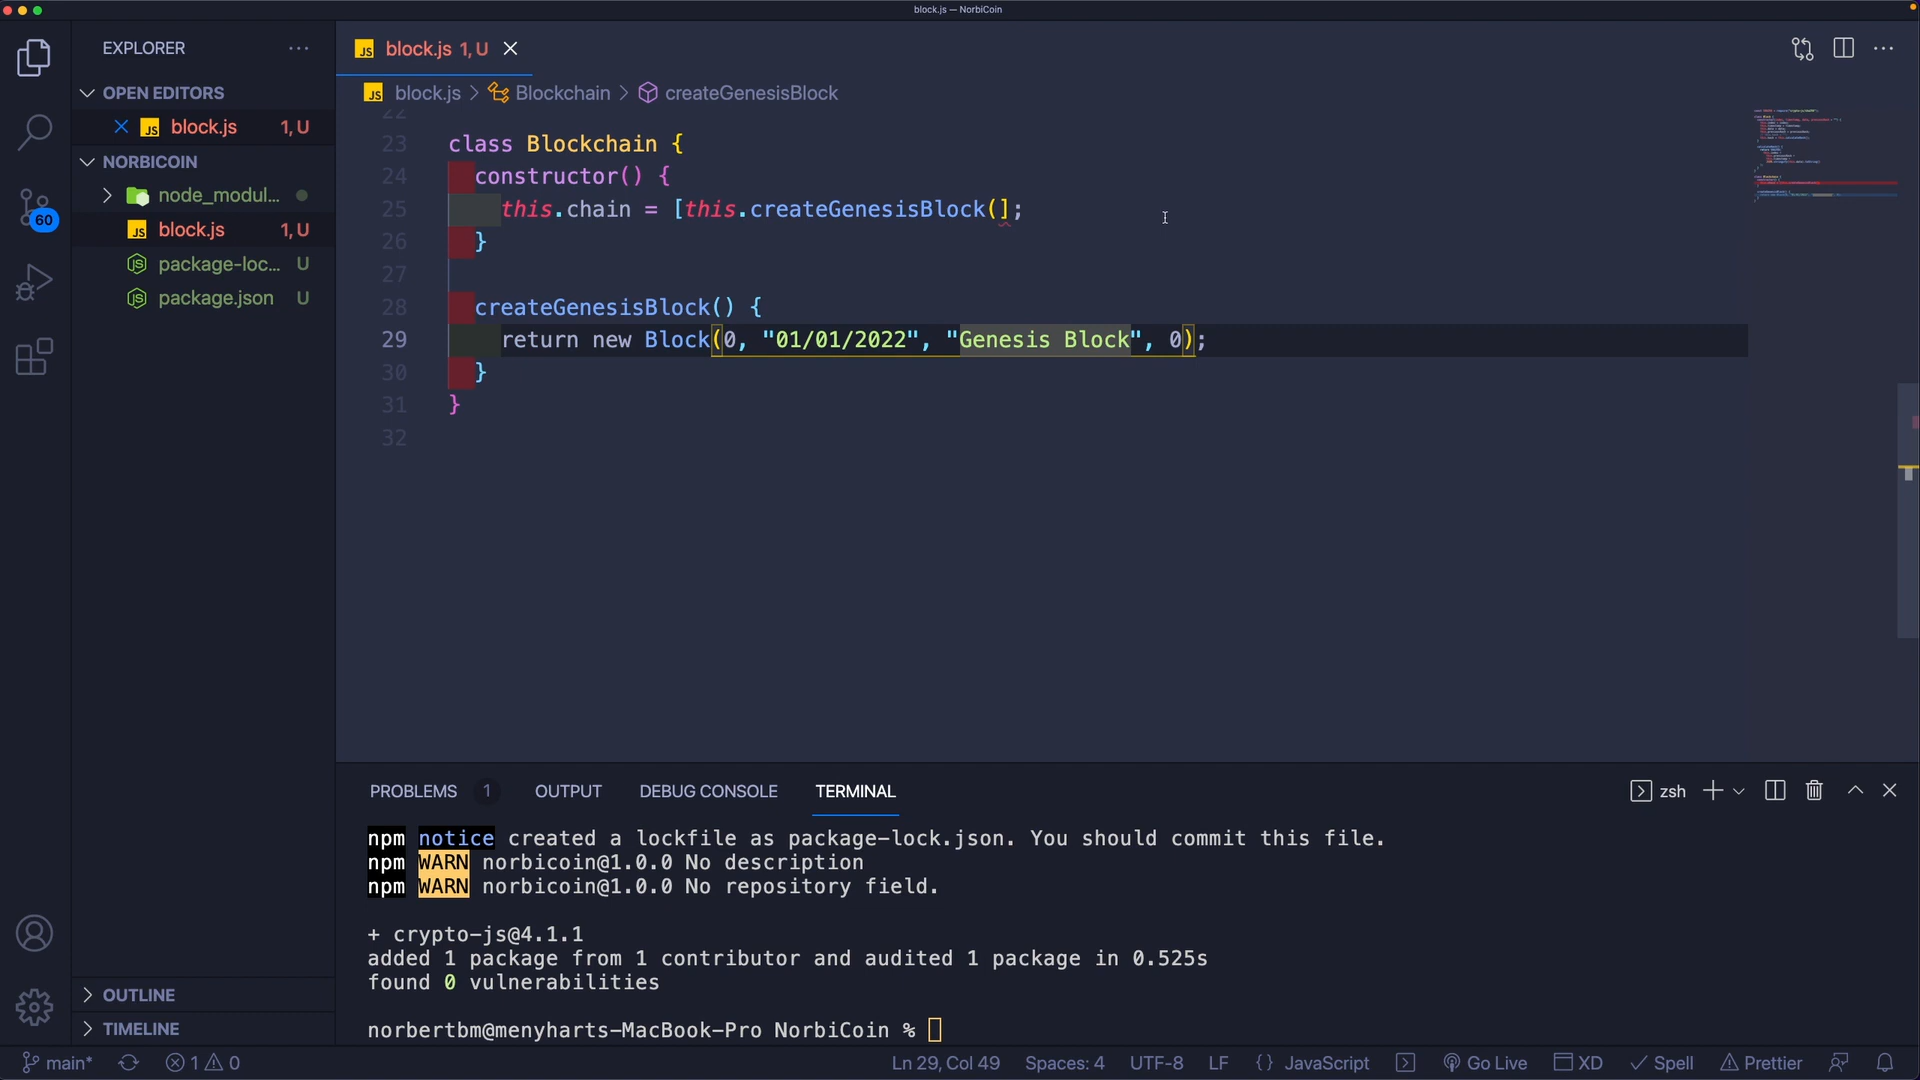 block.js — NorbiCoin
EXPLORER
block.js 1, U
OPEN EDITORS
block.js > Blockchain > createGenesisBlock
block.js 1, U
22
23 class Blockchain {
NORBICOIN
24 constructor() {
node_modul...
25 this.chain = [this.createGenesisBlock(];
60
block.js 1, U
26 }
package-loc... U
27
package.json U
28 createGenesisBlock() {
29 return new Block(0, "01/01/2022", "Genesis Block", 0);
30 }
31 }
32
PROBLEMS 1 OUTPUT DEBUG CONSOLE TERMINAL
zsh
npm notice created a lockfile as package-lock.json. You should commit this file.
npm WARN norbicoin@1.0.0 No description
npm WARN norbicoin@1.0.0 No repository field.
+ crypto-js@4.1.1
added 1 package from 1 contributor and audited 1 package in 0.525s
found 0 vulnerabilities
OUTLINE
TIMELINE
norbertbm@menyharts-MacBook-Pro NorbiCoin %
main* 1 0 Ln 29, Col 49 Spaces: 4 UTF-8 LF {} JavaScript Go Live XD Spell Prettier